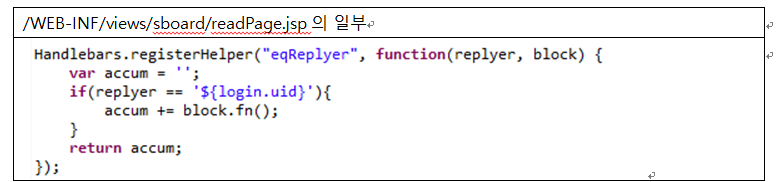 /WEB-INF/views/sboard/readPage.jsp 의 일부
Handlebars.registerHelper("eqReplyer", function(replyer, block) {
    var accum = '';
    if(replyer == '${login.uid}'){
        accum += block.fn();
    }
    return accum;
});